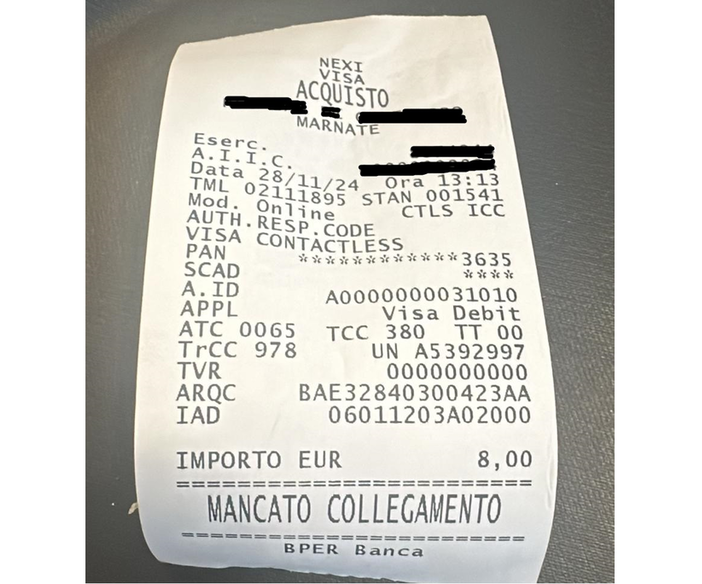 NEXI
VISA
ACQUISTO
MARNATE
Eserc.
A.I.I.C.
Data 28/11/24 Ora 13:13
TML 02111895 STAN 001541
Mod. Online CTLS ICC
AUTH.RESP.CODE
VISA CONTACTLESS
PAN ************3635
SCAD ****
A.ID A0000000031010
APPL Visa Debit
ATC 0065 TCC 380 TT 00
TrCC 978 UN A5392997
TVR 0000000000
ARQC BAE32840300423AA
IAD 06011203A02000
IMPORTO EUR 8,00
==============================
MANCATO COLLEGAMENTO
==============================
BPER Banca